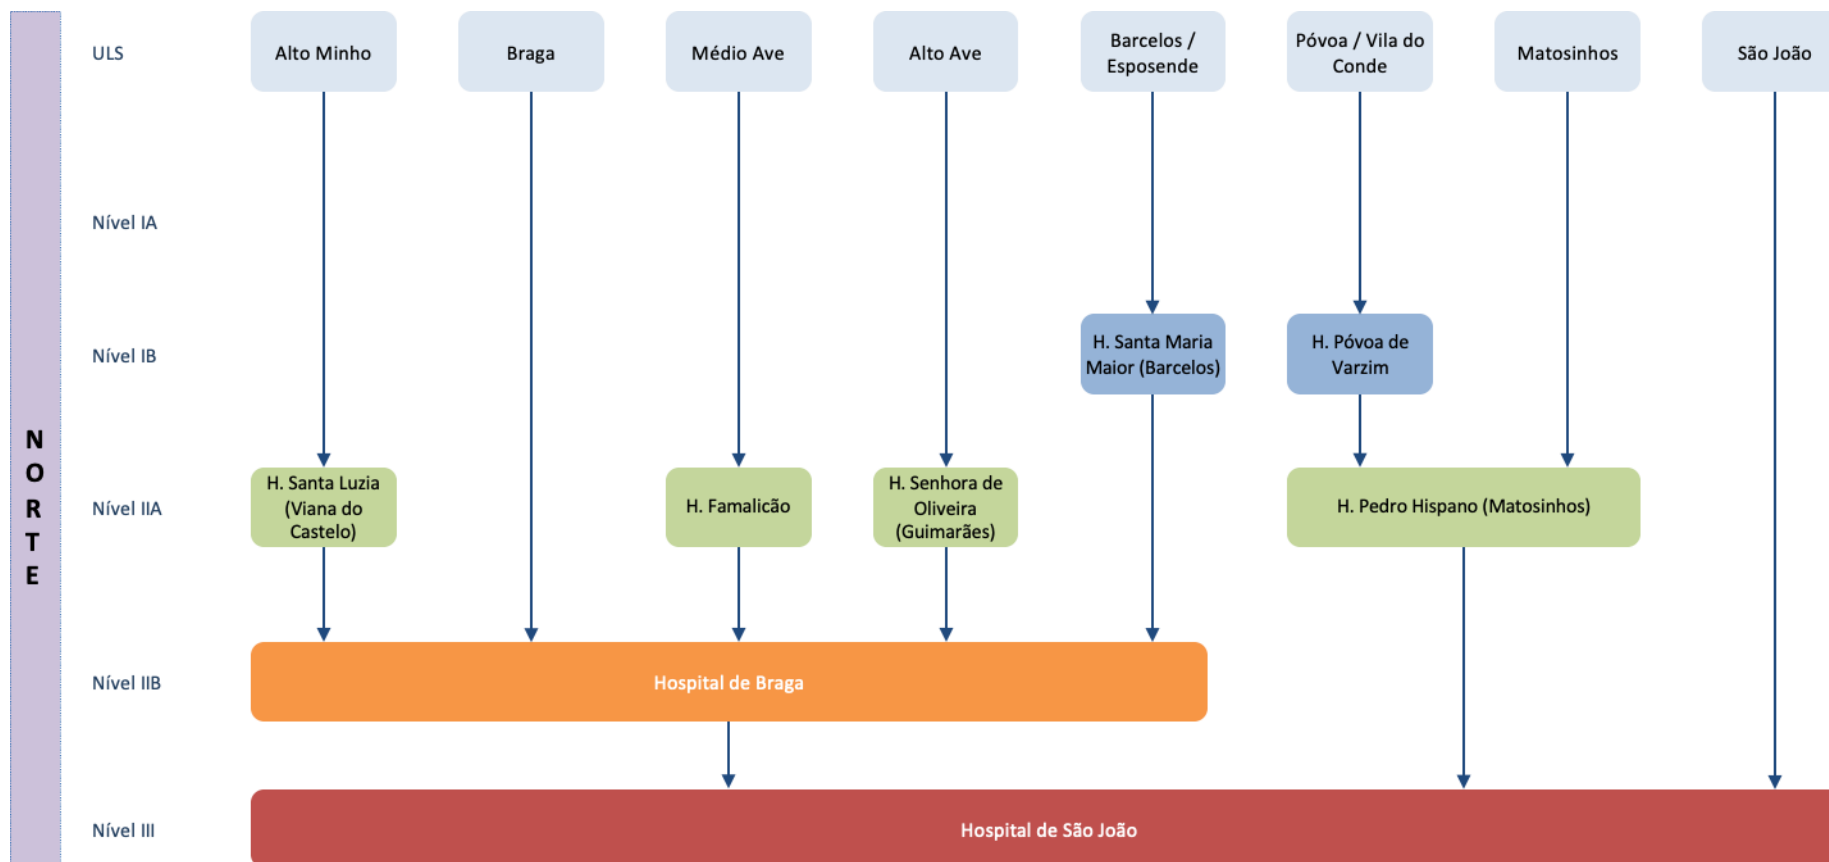 NORTE
ULS
Alto Minho
Braga
Médio Ave
Alto Ave
Barcelos /
Esposende
Póvoa / Vila do
Conde
Matosinhos
São João
Nível IA
Nível IB
H. Santa Maria
Maior (Barcelos)
H. Póvoa de
Varzim
Nível IIA
H. Santa Luzia
(Viana do
Castelo)
H. Famalicão
H. Senhora de
Oliveira
(Guimarães)
H. Pedro Hispano (Matosinhos)
Nível IIB
Hospital de Braga
Nível III
Hospital de São João